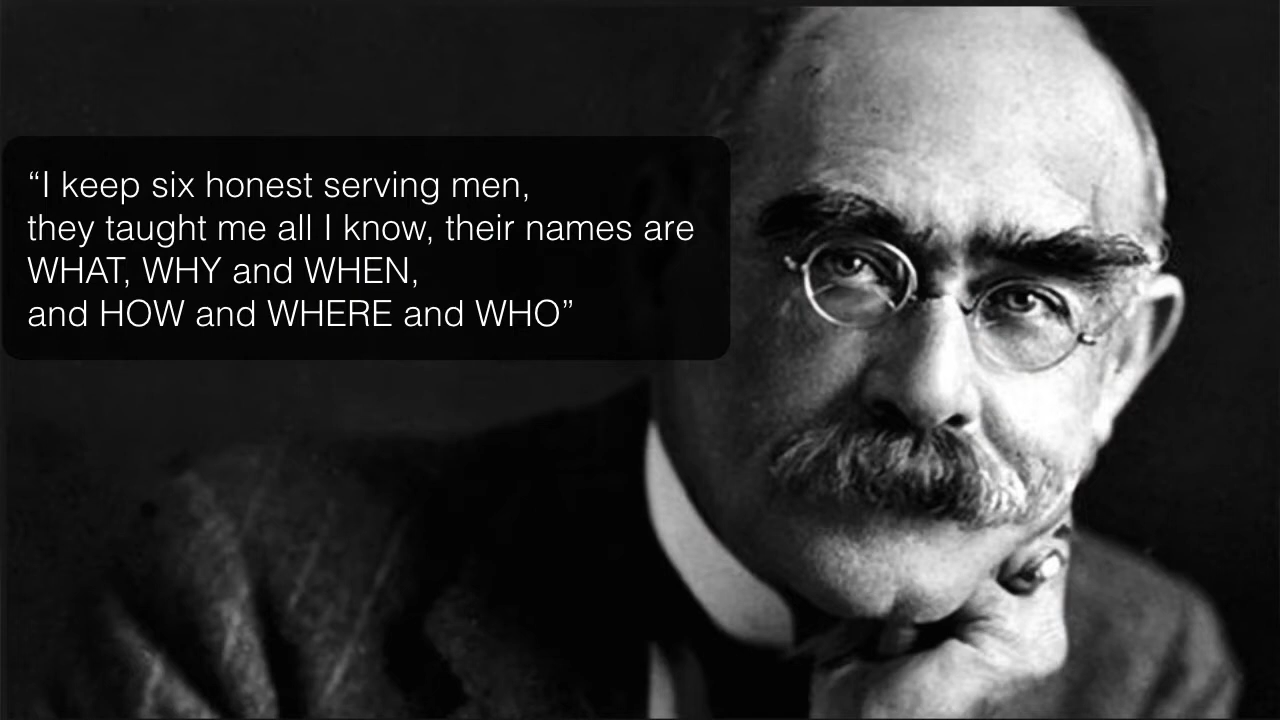 “I keep six honest serving men,
they taught me all I know, their names are
WHAT, WHY and WHEN,
and HOW and WHERE and WHO”